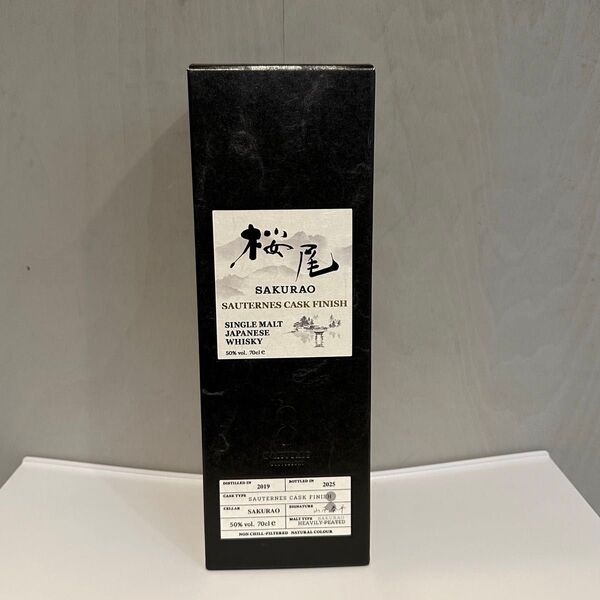 桜尾
SAKURAO
SAUTERNES CASK FINISH
SINGLE MALT
JAPANESE
WHISKY
50% vol. 70cl e
DISTILLED IN 2019 BOTTLED IN 2025
CASK TYPE SAUTERNES CASK FINISH
CELLAR SAKURAO SIGNATURE
50% vol. 70cl e MALT TYPE SAKURAO
HEAVILY-PEATED
NON CHILL-FILTERED NATURAL COLOUR